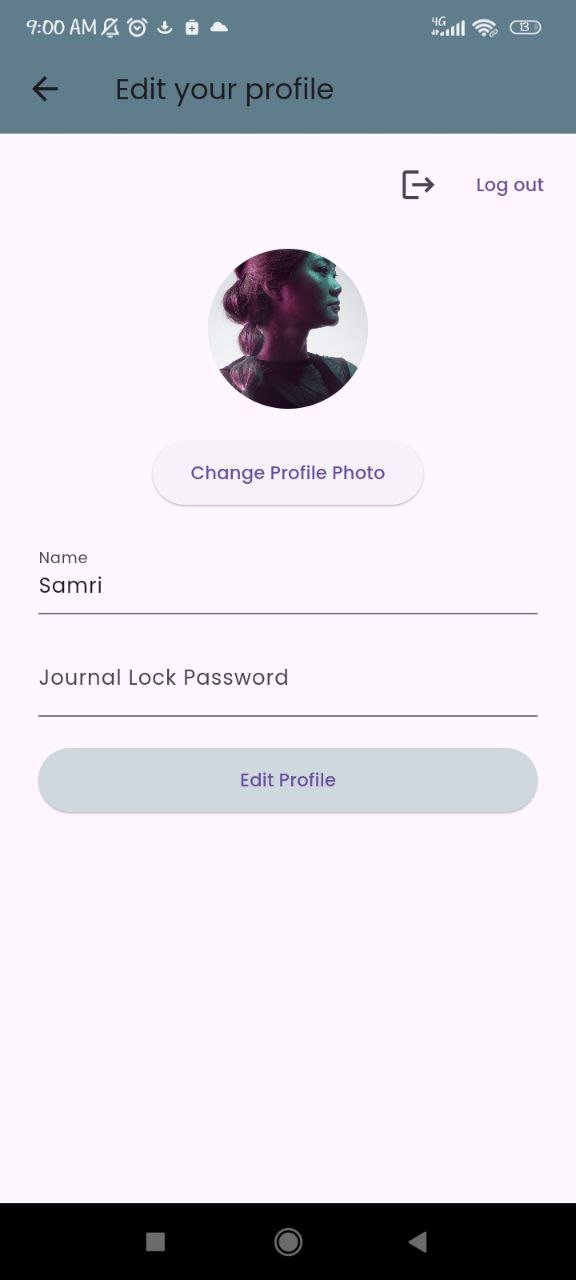 9:00 AM 4G 13
Edit your profile
Log out
Change Profile Photo
Name
Samri
Journal Lock Password
Edit Profile